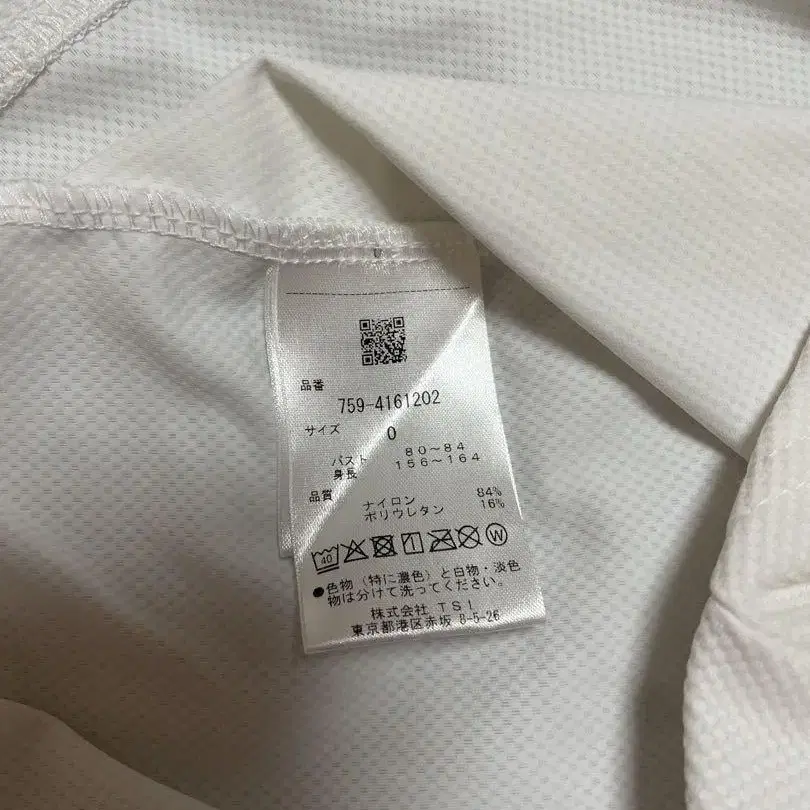 品番
759-4161202
サイズ
0
バスト 80～84
身長 156～164
品質
ナイロン 84%
ポリウレタン 16%
40
W
●色物（特に濃色）と白物・淡色
物は分けて洗ってください。
株式会社 TSI
東京都港区赤坂 8-5-26